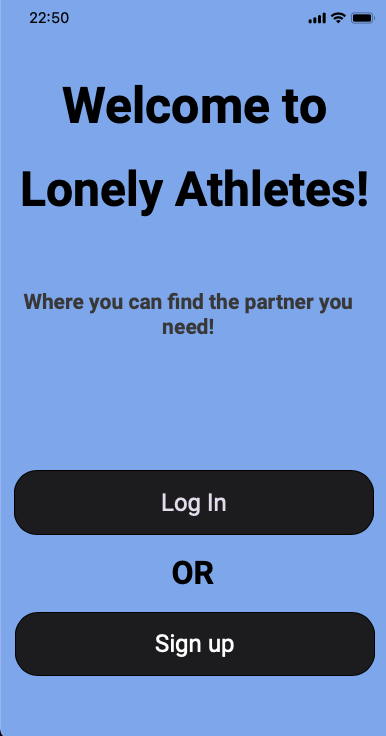 22:50
Welcome to
Lonely Athletes!
Where you can find the partner you
need!
Log In
OR
Sign up